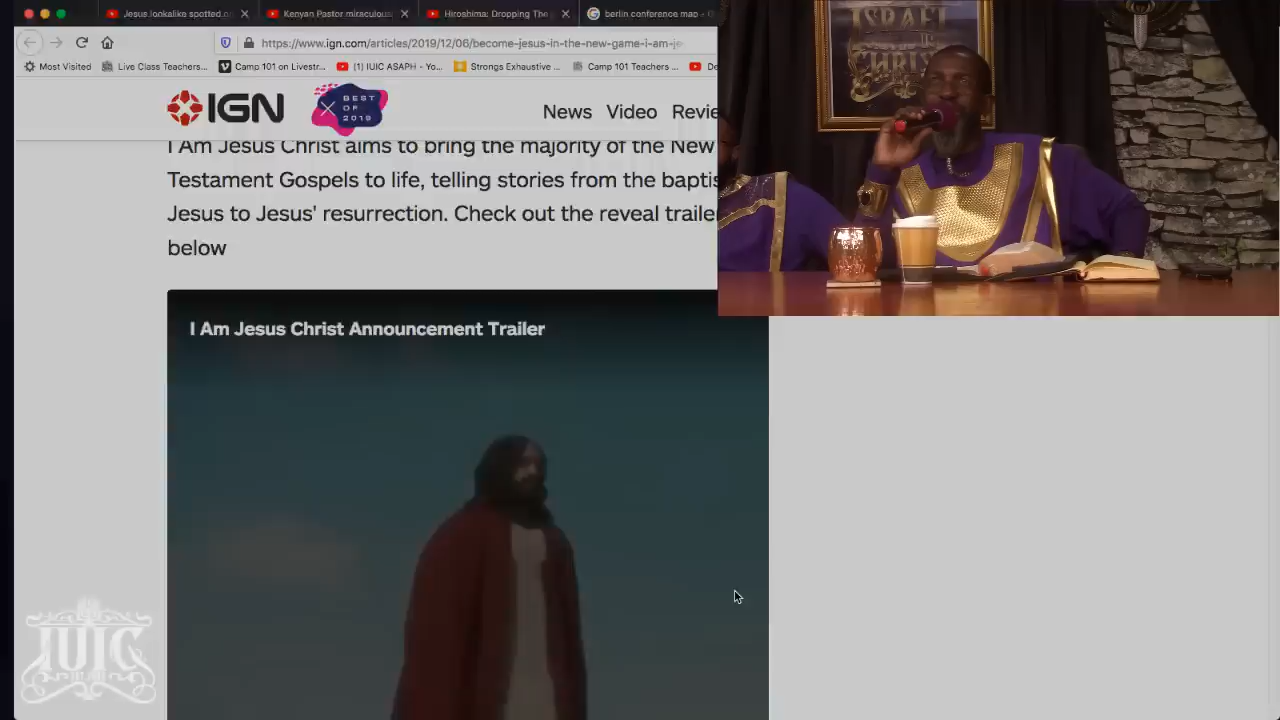 Jesus lookalike spotted
Kenyan Pastor miraculous
Hiroshima: Dropping The
berlin conference map -
https://www.ign.com/articles/2019/12/06/become-jesus-in-the-new-game-i-am-je
Most Visited
Live Class Teachers...
Camp 101 on Livestr...
(1) IUIC ASAPH - Yo...
Strongs Exhaustive ...
Camp 101 Teachers ...
De
IGN
BEST
OF
2019
News Video Revie
I Am Jesus Christ aims to bring the majority of the New
Testament Gospels to life, telling stories from the baptis
Jesus to Jesus' resurrection. Check out the reveal trailer
below
I Am Jesus Christ Announcement Trailer
ISRAEL
CHRIST
IUIC